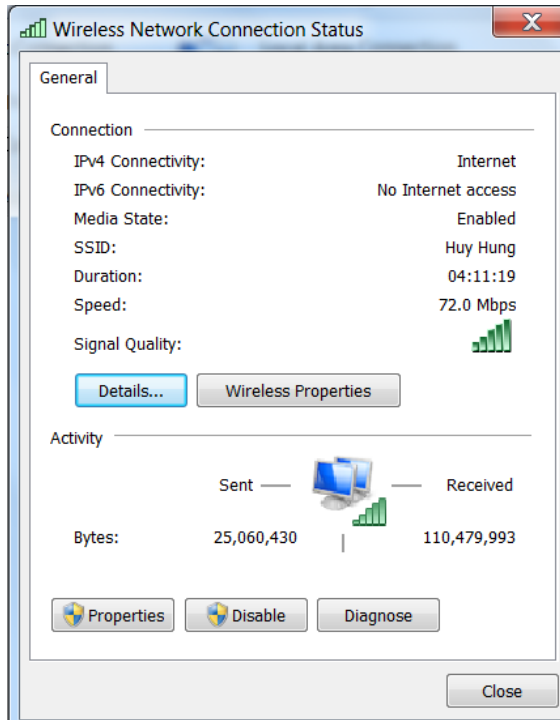 Wireless Network Connection Status
General
Connection
IPv4 Connectivity: Internet
IPv6 Connectivity: No Internet access
Media State: Enabled
SSID: Huy Hung
Duration: 04:11:19
Speed: 72.0 Mbps
Signal Quality:
Details... Wireless Properties
Activity
Sent Received
Bytes: 25,060,430 110,479,993
Properties Disable Diagnose
Close